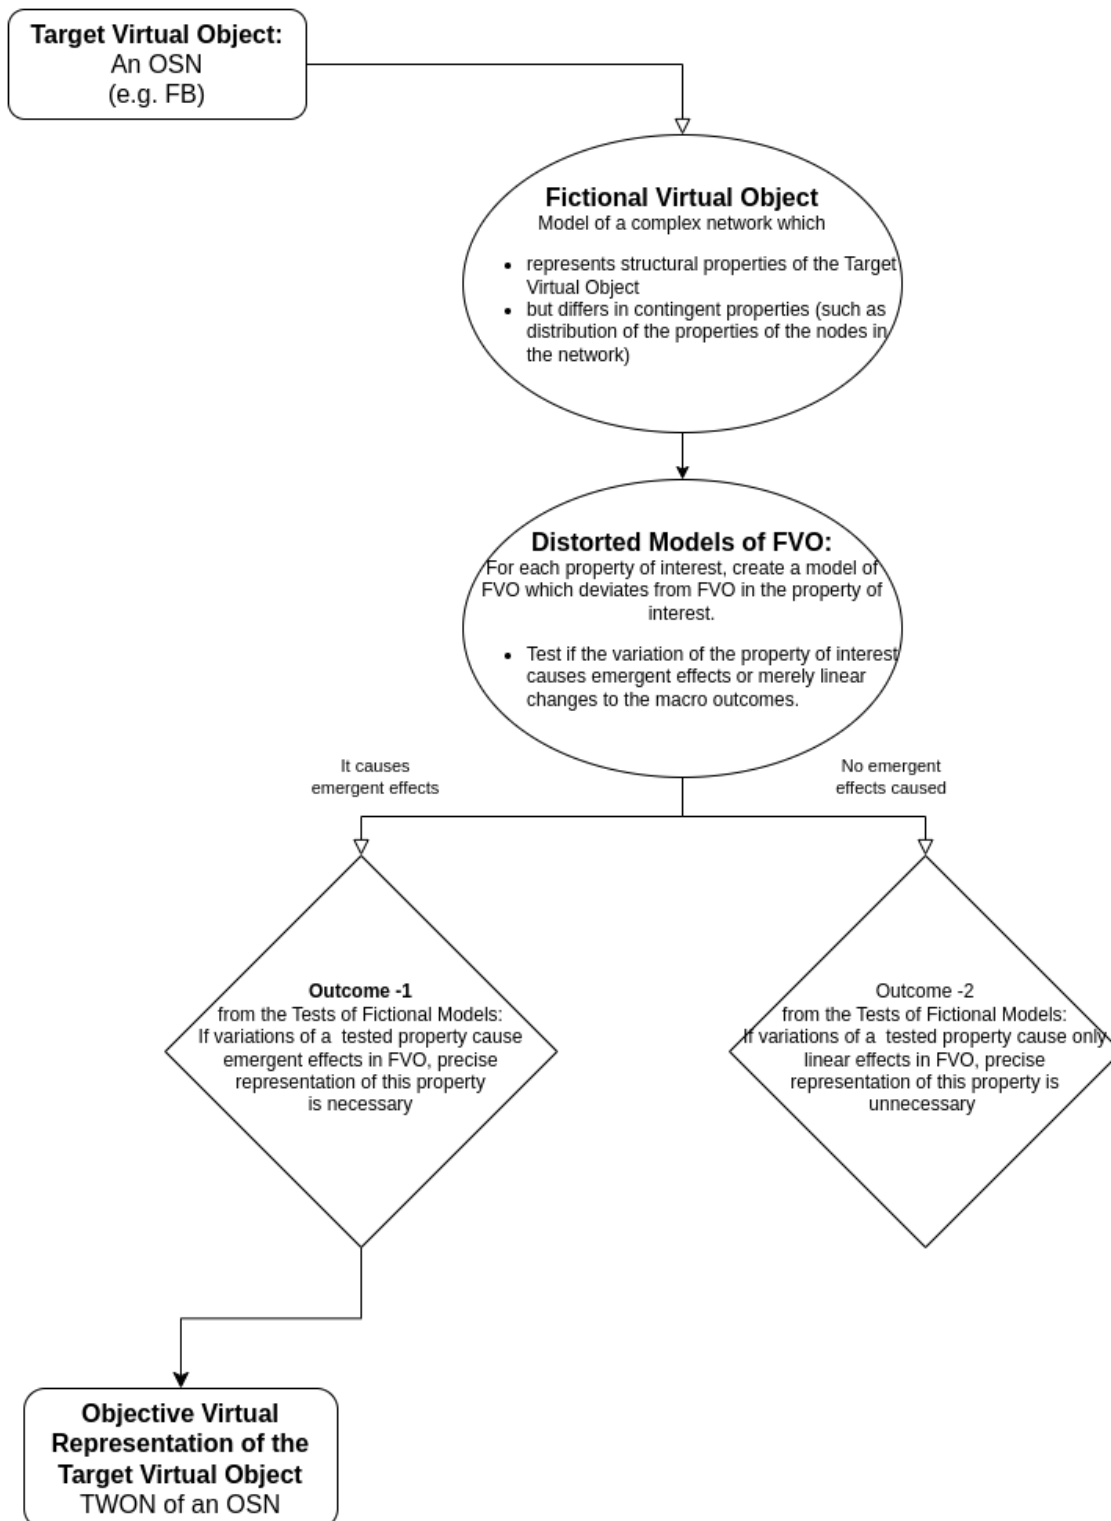 Target Virtual Object:
An OSN
(e.g. FB)
Fictional Virtual Object
Model of a complex network which
• represents structural properties of the Target
Virtual Object
• but differs in contingent properties (such as
distribution of the properties of the nodes in
the network)
Distorted Models of FVO:
For each property of interest, create a model of
FVO which deviates from FVO in the property of
interest.
• Test if the variation of the property of interest
causes emergent effects or merely linear
changes to the macro outcomes.
It causes
emergent effects
No emergent
effects caused
Outcome -1
from the Tests of Fictional Models:
If variations of a tested property cause
emergent effects in FVO, precise
representation of this property
is necessary
Outcome -2
from the Tests of Fictional Models:
If variations of a tested property cause only
linear effects in FVO, precise
representation of this property is
unnecessary
Objective Virtual
Representation of the
Target Virtual Object
TWON of an OSN